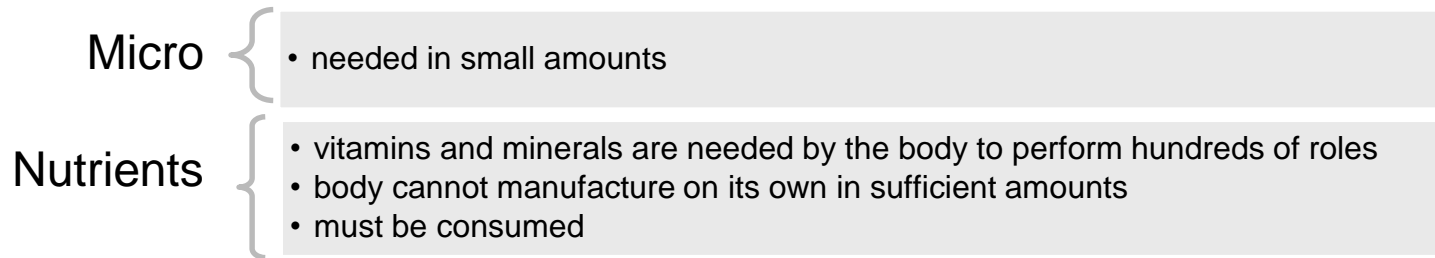 Micro
• needed in small amounts
Nutrients
• vitamins and minerals are needed by the body to perform hundreds of roles
• body cannot manufacture on its own in sufficient amounts
• must be consumed